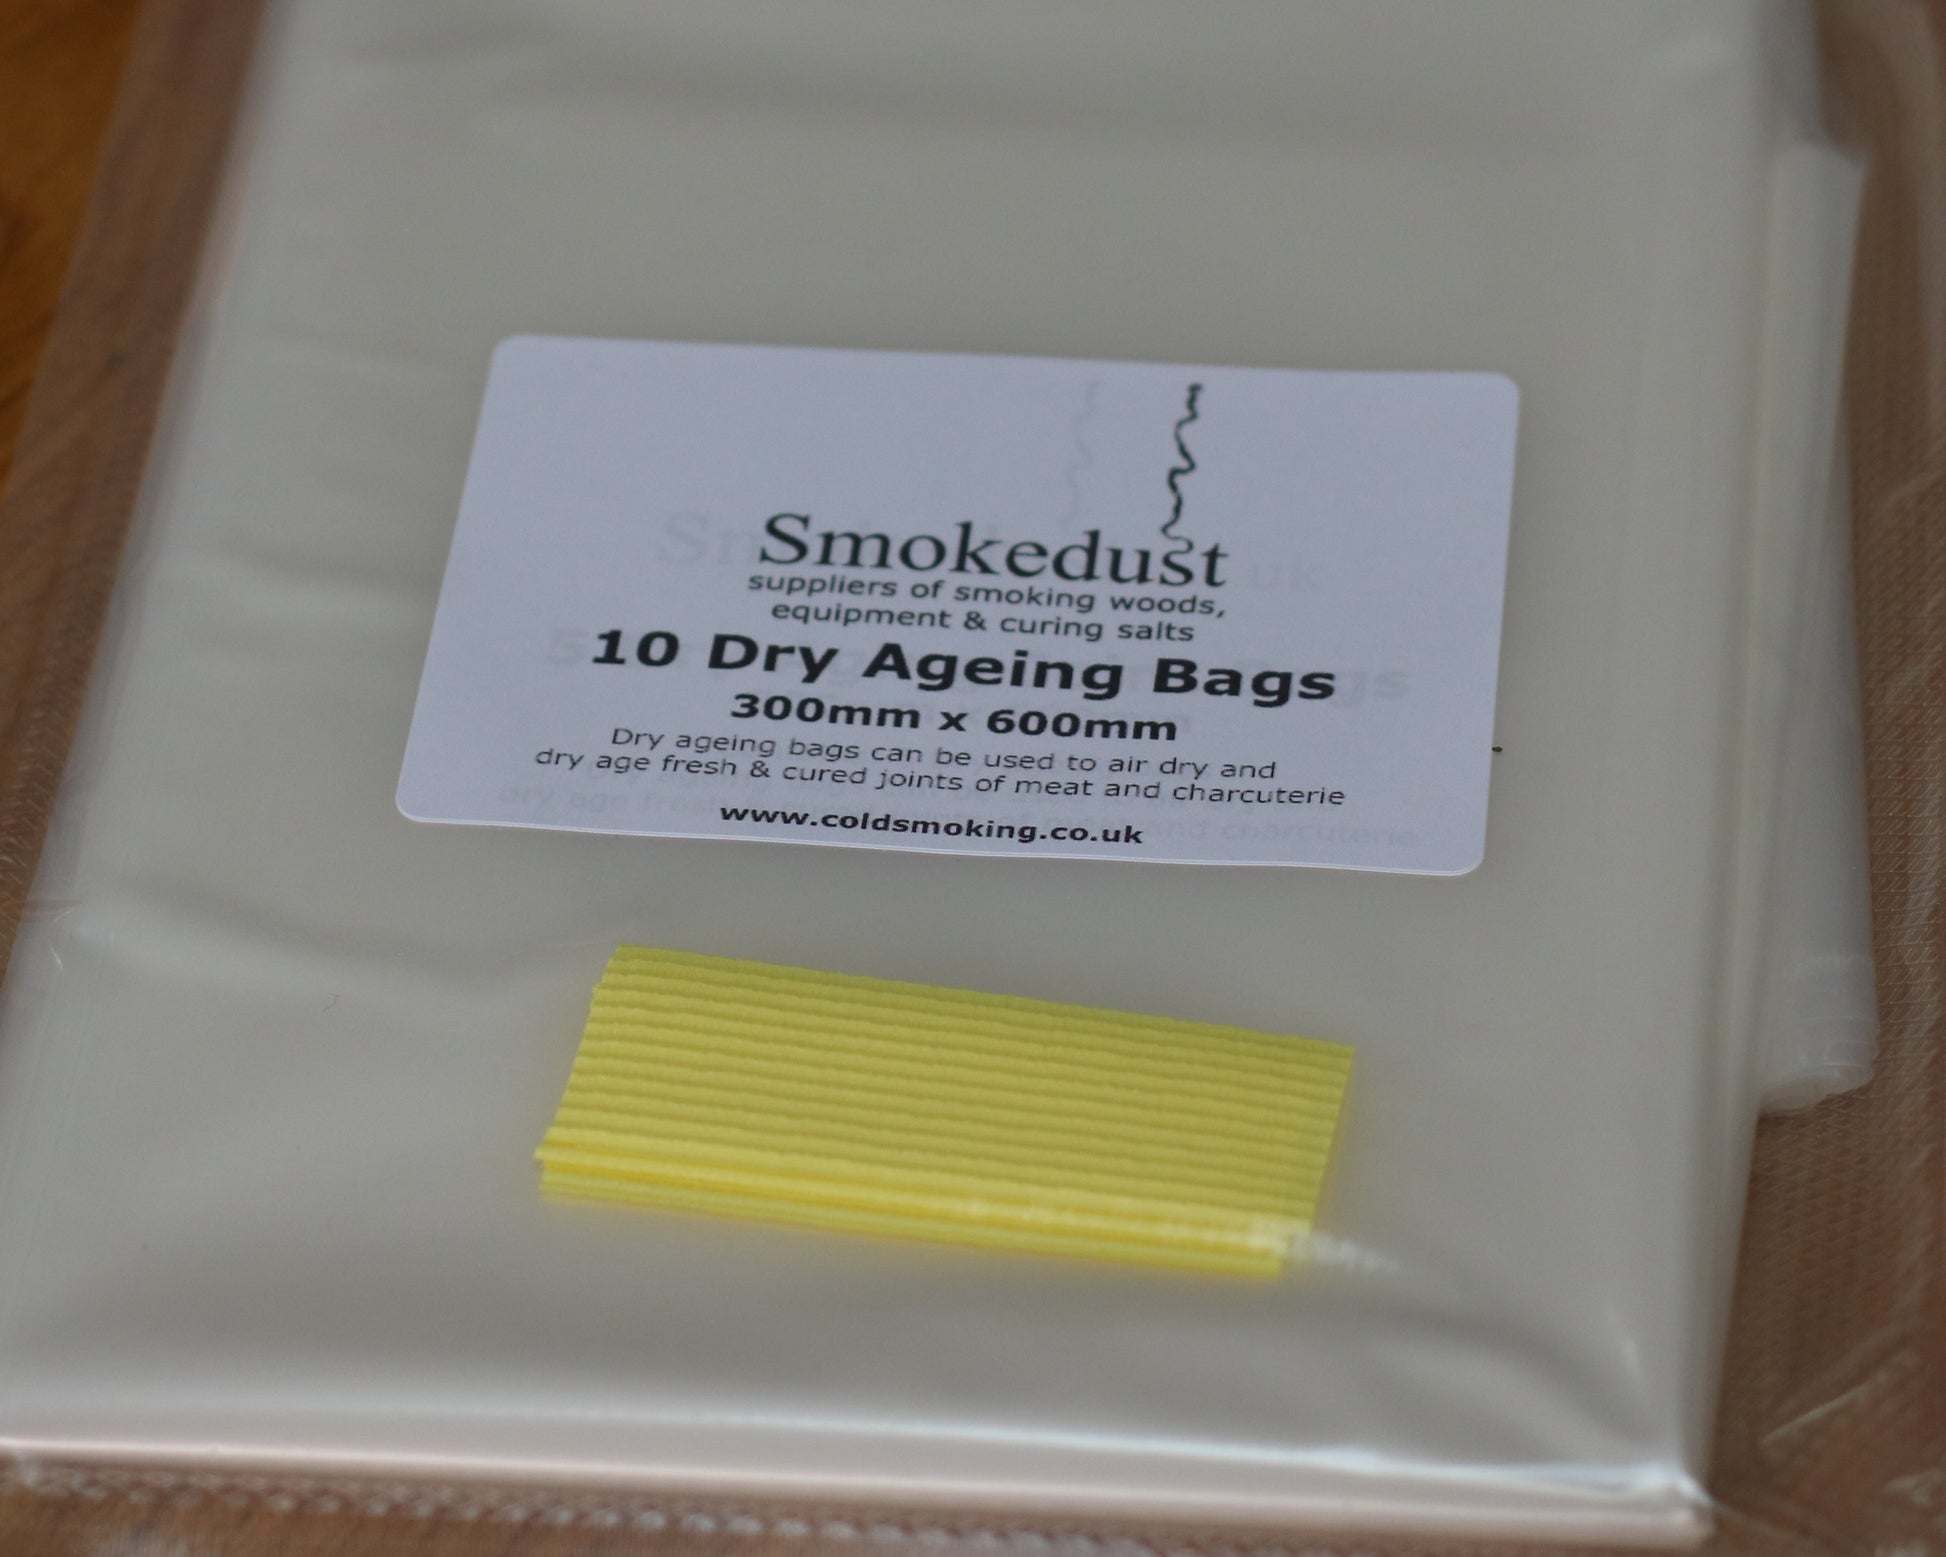 Smokedust
suppliers of smoking woods,
equipment & curing salts
10 Dry Ageing Bags
300mm x 600mm
Dry ageing bags can be used to air dry and
dry age fresh & cured joints of meat and charcuterie
www.coldsmoking.co.uk